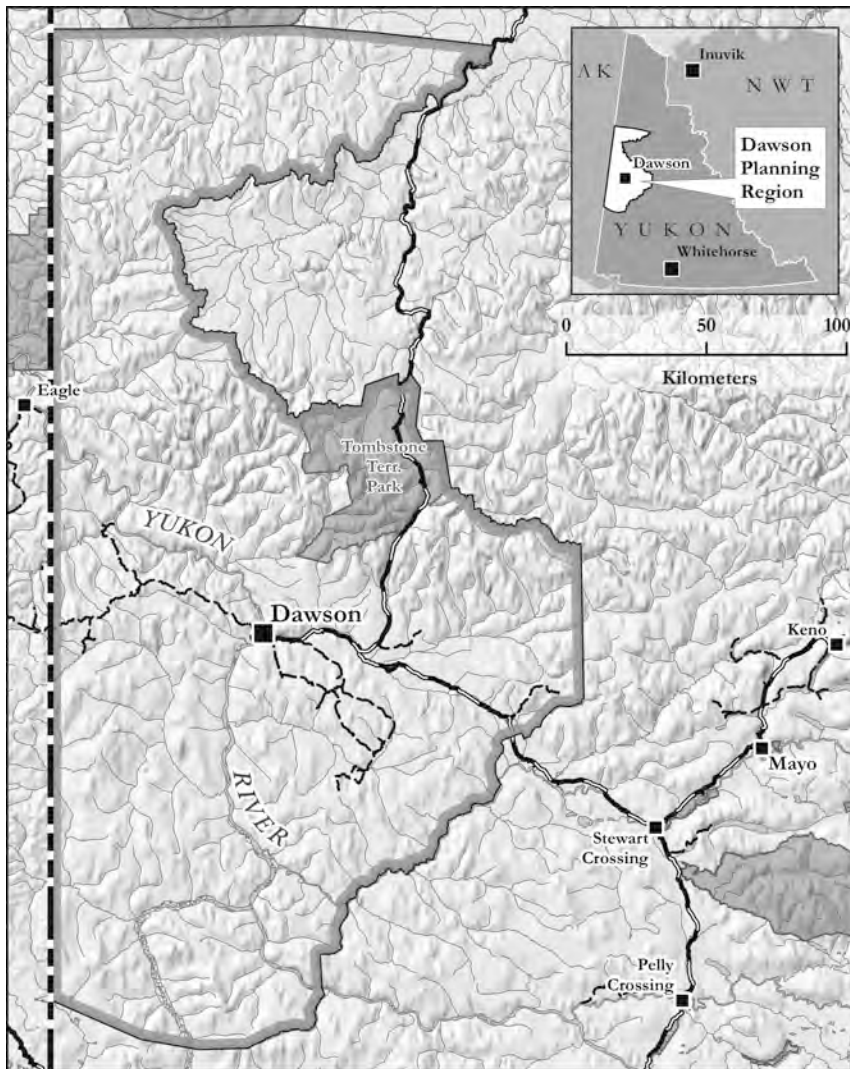 Inuvik
AK
NWT
Dawson
Planning
Region
Dawson
YUKON
Whitehorse
0
50
100
Kilometers
Eagle
Tombstone
Terr.
Park
YUKON
Dawson
Keno
Mayo
RIVER
Stewart
Crossing
Pelly
Crossing